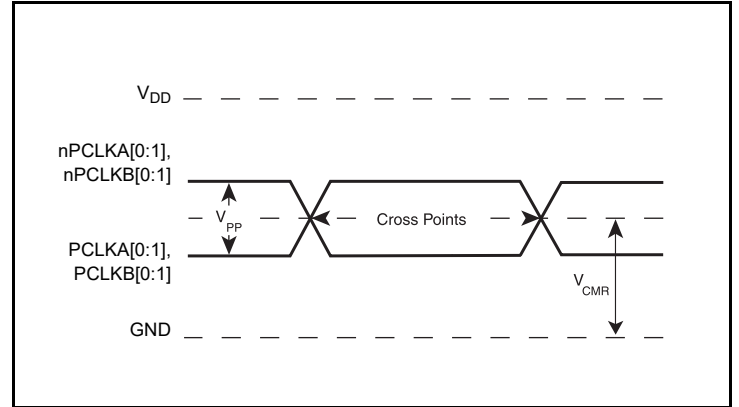 VDD
nPCLKA[0:1],
nPCLKB[0:1]
VPP
Cross Points
PCLKA[0:1],
PCLKB[0:1]
VCMR
GND